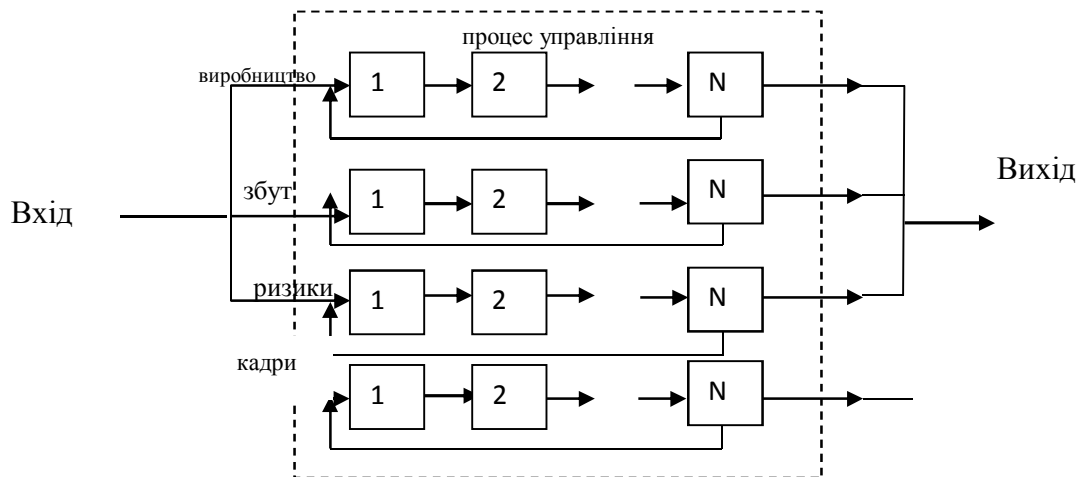 процес управління
виробництво
1 2 N
збут
1 2 N
Вхід
Вихід
ризики
1 2 N
кадри
1 2 N